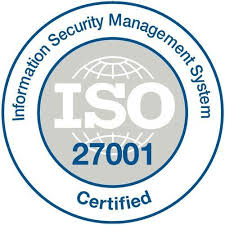 Information Security Management System
ISO
27001
Certified